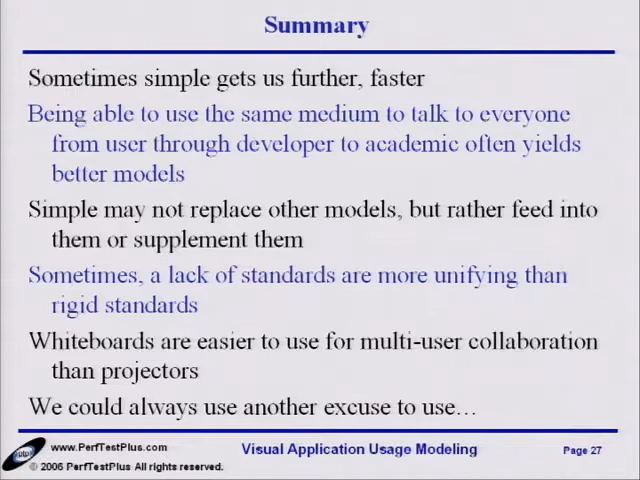 Summary
Sometimes simple gets us further, faster
Being able to use the same medium to talk to everyone
from user through developer to academic often yields
better models
Simple may not replace other models, but rather feed into
them or supplement them
Sometimes, a lack of standards are more unifying than
rigid standards
Whiteboards are easier to use for multi-user collaboration
than projectors
We could always use another excuse to use…
www.PerfTestPlus.com
Visual Application Usage Modeling
Page 27
© 2006 PerfTestPlus All rights reserved.